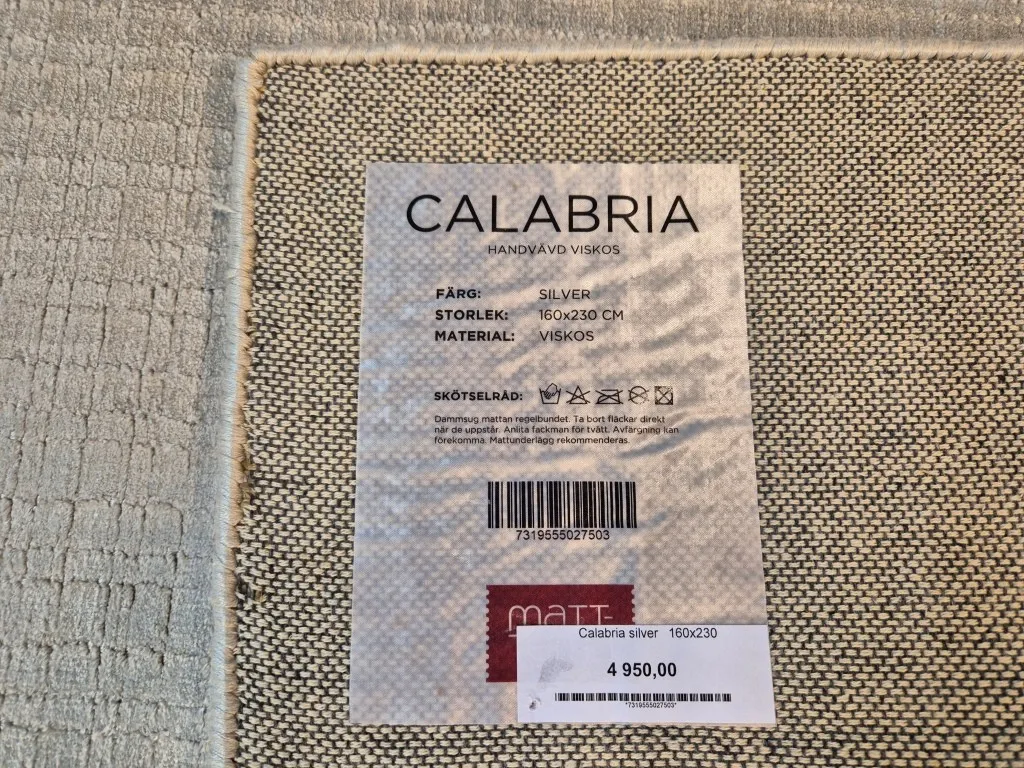 CALABRIA
HANDVÄVD VISKOS
FÄRG: SILVER
STORLEK: 160x230 CM
MATERIAL: VISKOS
SKÖTSELRÅD:
Dammsug mattan regelbundet. Ta bort fläckar direkt
när de uppstår. Anlita fackman för tvätt. Avfärgning kan
förekomma. Mattunderlägg rekommenderas.
7319555027503
MATT-
Calabria silver 160x230
4 950,00
*7319555027503*